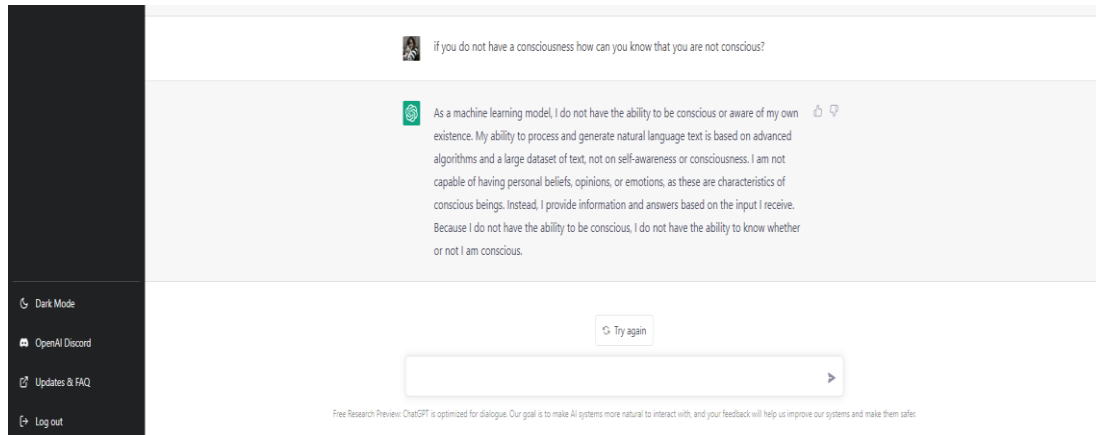 if you do not have a consciousness how can you know that you are not conscious?
As a machine learning model, I do not have the ability to be conscious or aware of my own
existence. My ability to process and generate natural language text is based on advanced
algorithms and a large dataset of text, not on self-awareness or consciousness. I am not
capable of having personal beliefs, opinions, or emotions, as these are characteristics of
conscious beings. Instead, I provide information and answers based on the input I receive.
Because I do not have the ability to be conscious, I do not have the ability to know whether
or not I am conscious.
Dark Mode
OpenAI Discord
Updates & FAQ
Log out
Try again
Free Research Preview: ChatGPT is optimized for dialogue. Our goal is to make AI systems more natural to interact with, and your feedback will help us improve our systems and make them safer.